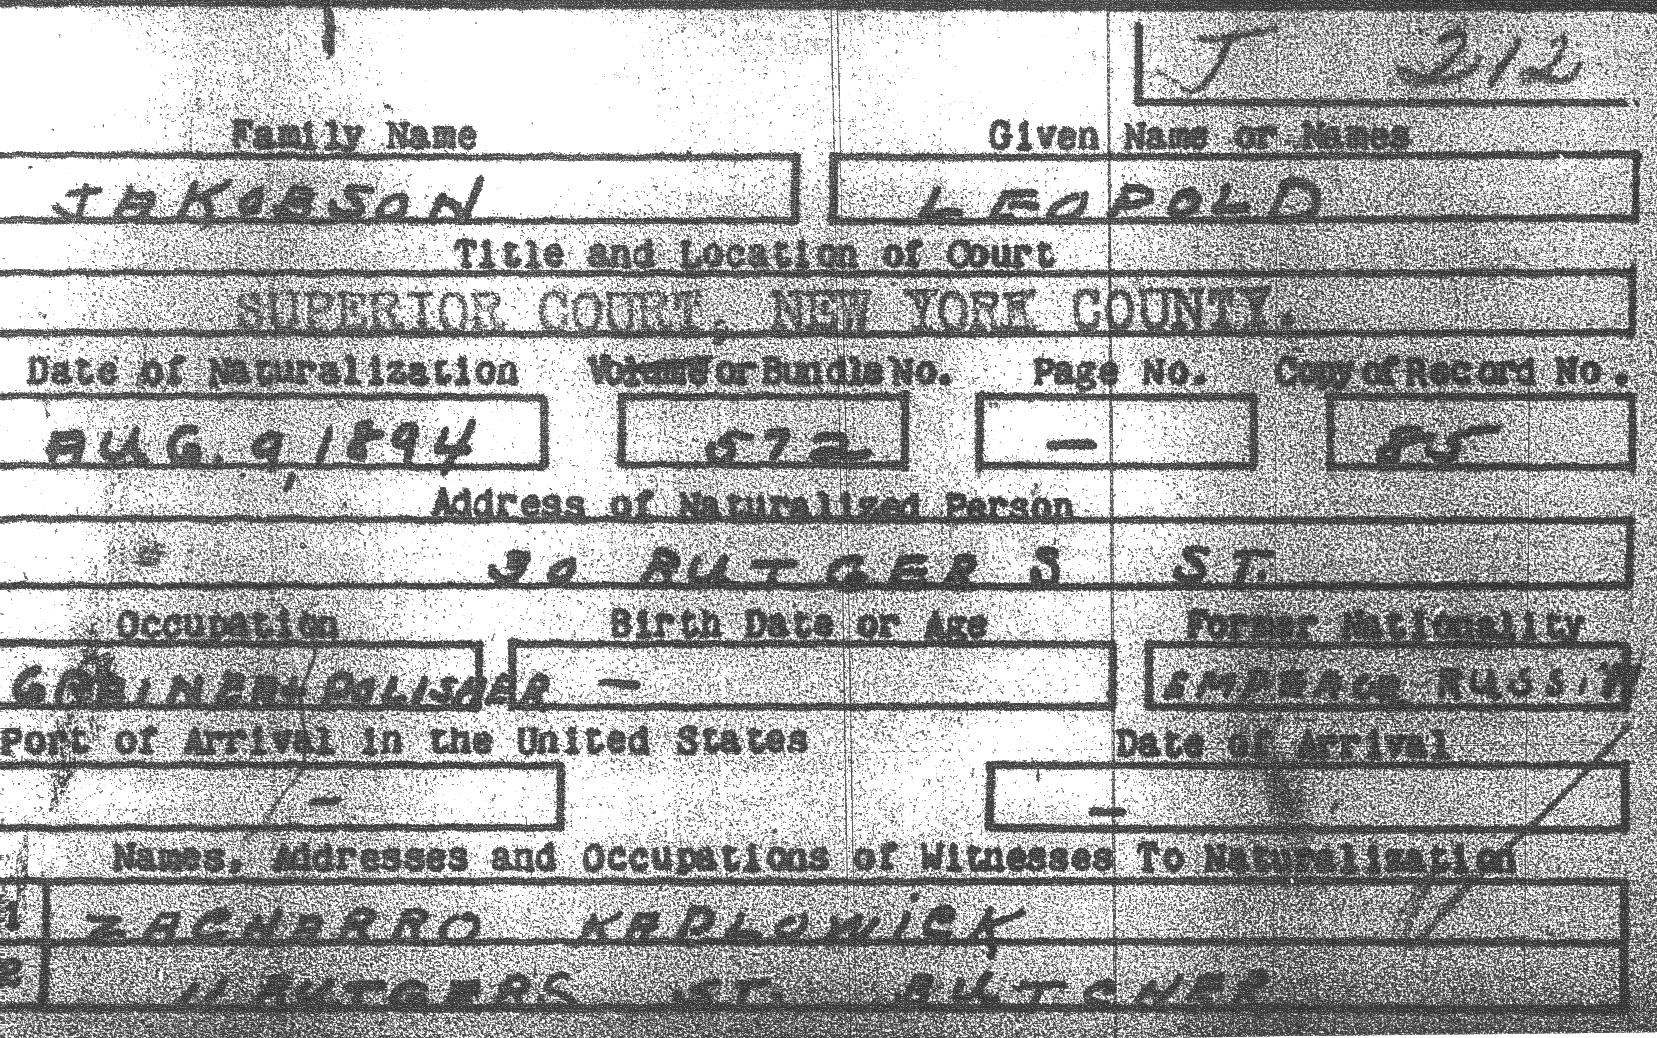 J 212
Family Name Given Name or Names
JAKOBSON LEOPOLD
Title and Location of Court
SUPERIOR COURT, NEW YORK COUNTY.
Date of Naturalization Volume or Bundle No. Page No. Copy of Record No.
AUG. 9, 1894 572 — 85
Address of Naturalized Person
30 RUTGERS ST.
Occupation Birth Date or Age Former Nationality
CABINET POLISHER — RUSSIA
Port of Arrival in the United States Date of Arrival
— —
Names, Addresses and Occupations of Witnesses To Naturalization
ZACHARRO KAPLOWICK
RUTGERS ST. BUTCHER